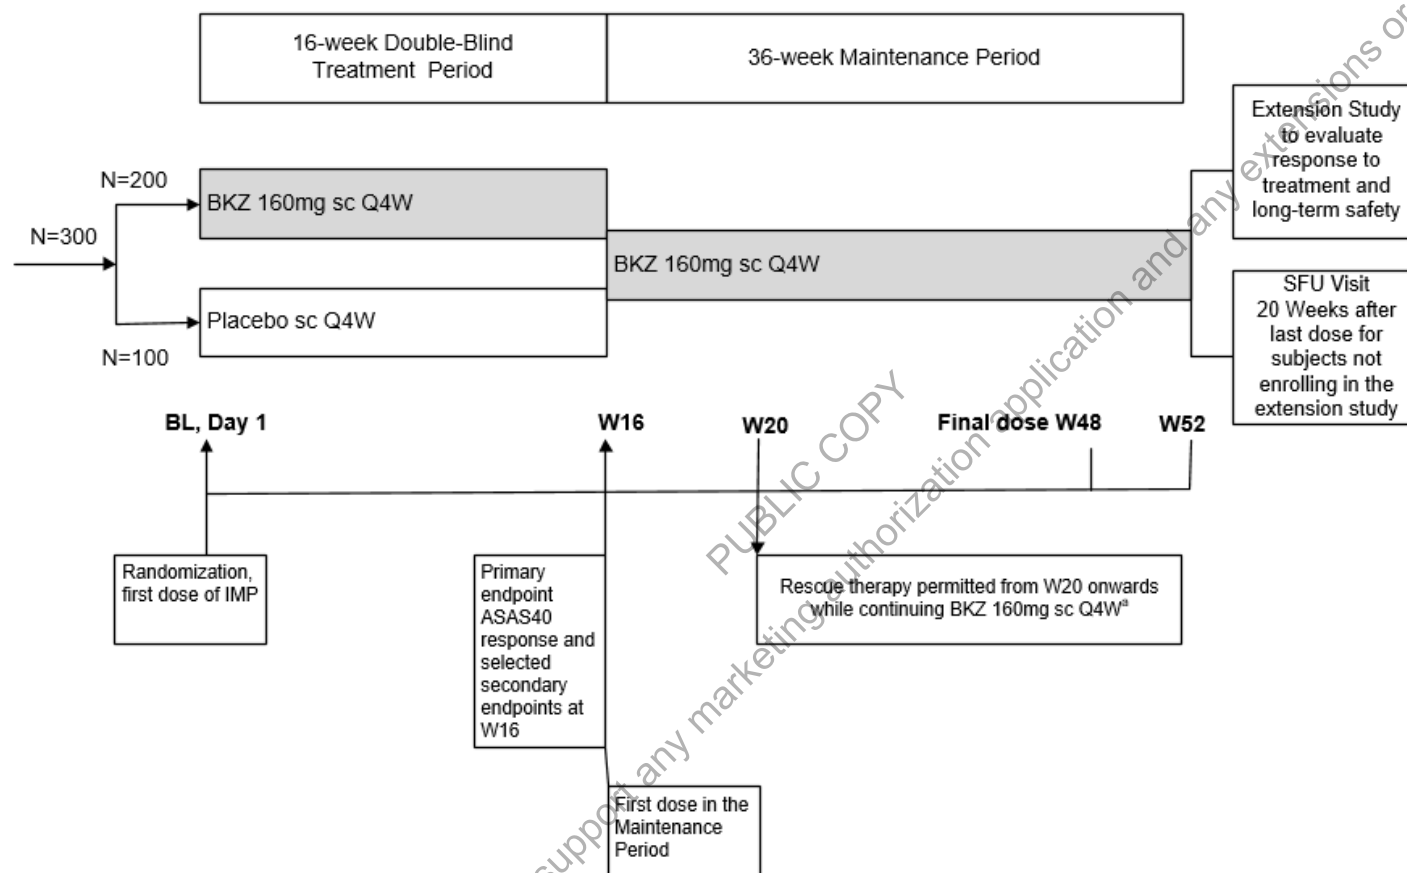 16-week Double-Blind
Treatment Period
36-week Maintenance Period
Extension Study
to evaluate
response to
treatment and
long-term safety
N=200
BKZ 160mg sc Q4W
N=300
BKZ 160mg sc Q4W
Placebo sc Q4W
N=100
SFU Visit
20 Weeks after
last dose for
subjects not
enrolling in the
extension study
BL, Day 1
W16
W20
Final dose W48
W52
Randomization,
first dose of IMP
Primary
endpoint
ASAS40
response and
selected
secondary
endpoints at
W16
Rescue therapy permitted from W20 onwards
while continuing BKZ 160mg sc Q4Wª
First dose in the
Maintenance
Period
PUBLIC COPY
support any marketing authorization application and any extensions or